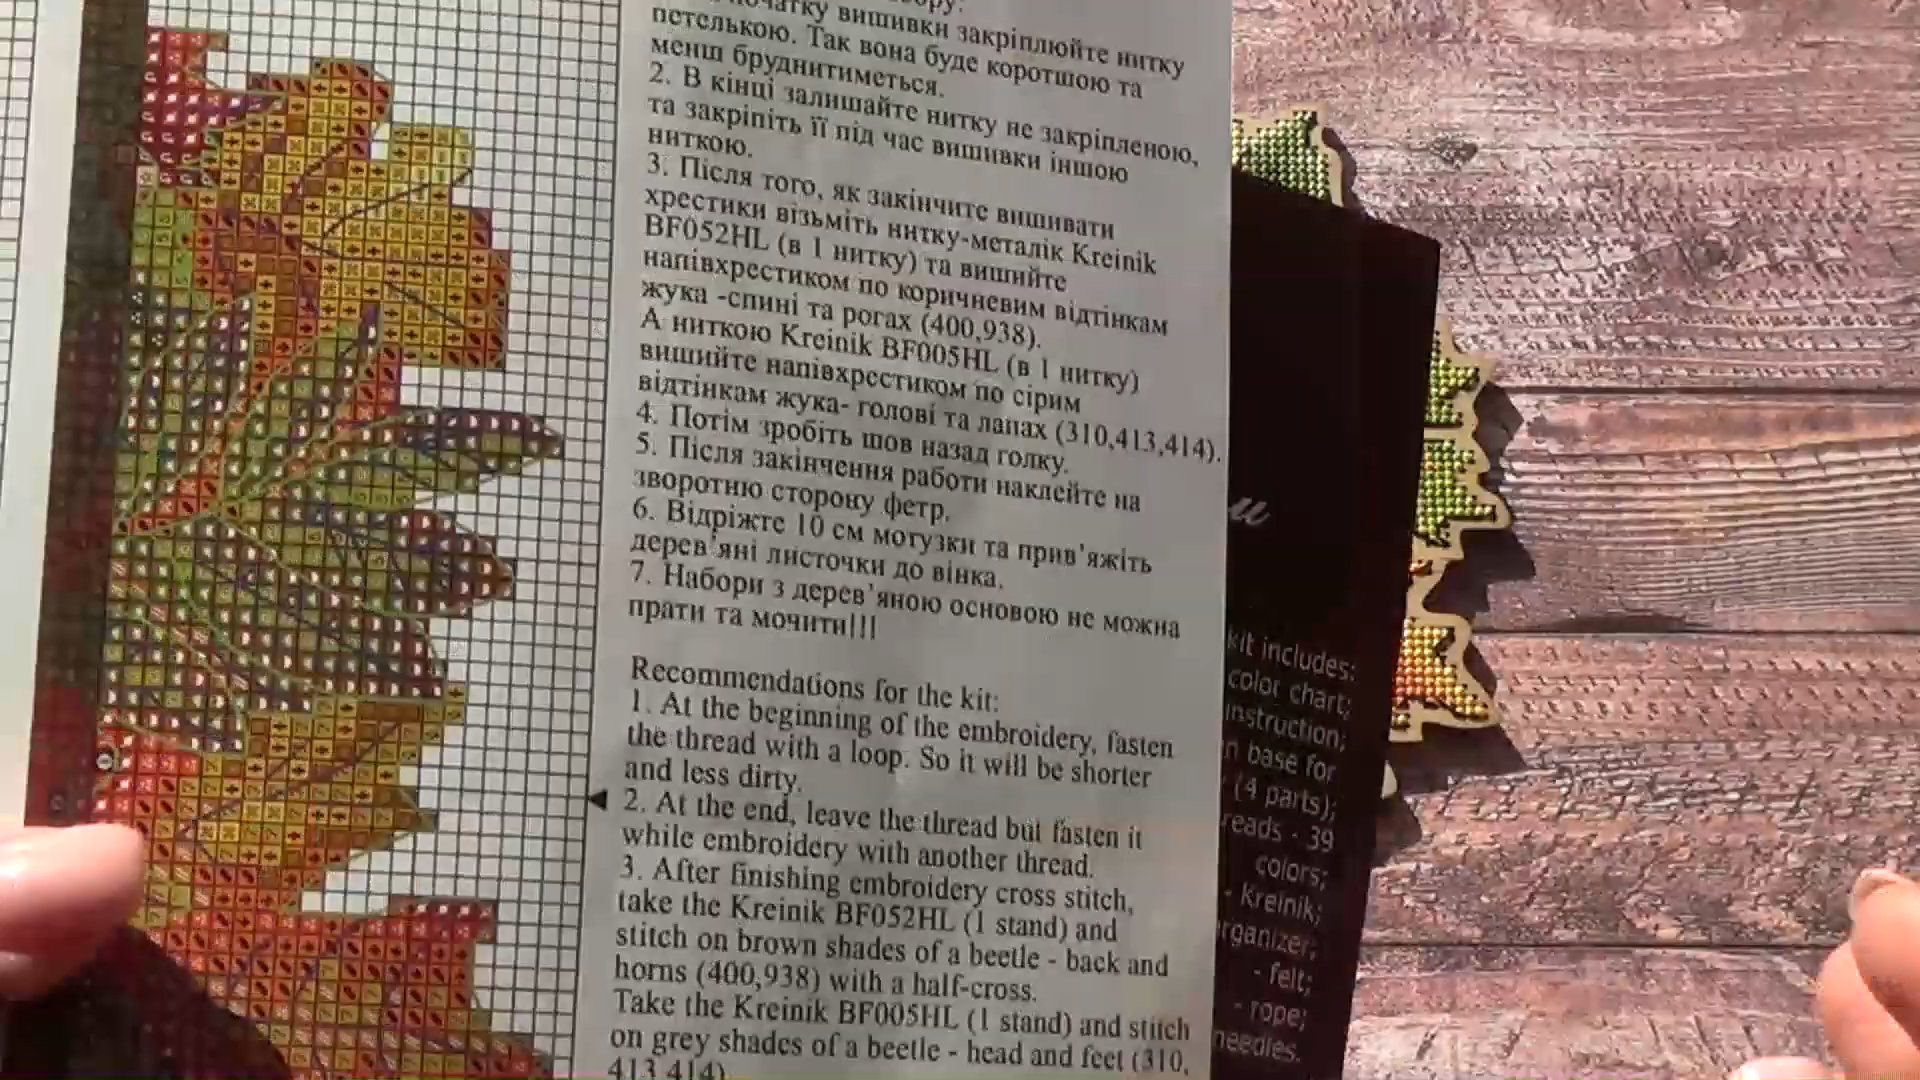 вишивки закріплюйте нитку
петелькою. Так вона буде коротшою та
менш бруднитиметься.
2. В кінці залишайте нитку не закріпленою,
та закріпіть її під час вишивки іншою
ниткою.
3. Після того, як закінчите вишивати
хрестики візьміть нитку-металік Kreinik
BF052HL (в 1 нитку) та вишийте
напівхрестиком по коричневим відтінкам
жука -спині та рогах (400,938).
А ниткою Kreinik BF005HL (в 1 нитку)
вишийте напівхрестиком по сірим
відтінкам жука- голові та лапах (310,413,414).
4. Потім зробіть шов назад голку.
5. Після закінчення работи наклейте на
зворотню сторону фетр.
6. Відріжте 10 см мотузки та прив'яжіть
дерев'яні листочки до вінка.
7. Набори з дерев'яною основою не можна
прати та мочити!!!
Recommendations for the kit:
1. At the beginning of the embroidery, fasten
the thread with a loop. So it will be shorter
and less dirty.
2. At the end, leave the thread but fasten it
while embroidery with another thread.
3. After finishing embroidery cross stitch,
take the Kreinik BF052HL (1 stand) and
stitch on brown shades of a beetle - back and
horns (400,938) with a half-cross.
Take the Kreinik BF005HL (1 stand) and stitch
on grey shades of a beetle - head and feet (310,
413,414)
kit includes:
color chart;
instruction;
base for
(4 parts);
- 39
colors;
- Kreinik;
organizer;
- felt;
- rope;
needles.